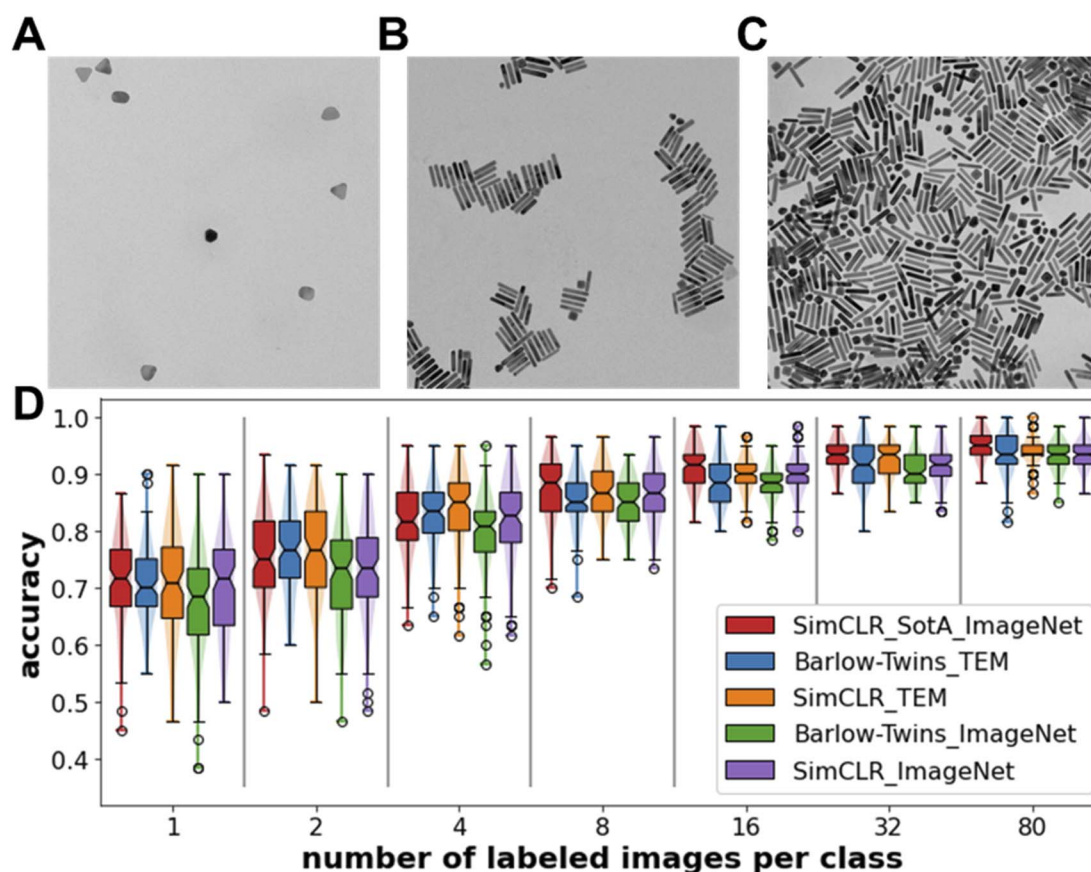 A
B
C
D
1.0
0.9
0.8
0.7
0.6
0.5
0.4
accuracy
SimCLR_SotA_ImageNet
Barlow-Twins_TEM
SimCLR_TEM
Barlow-Twins_ImageNet
SimCLR_ImageNet
1 2 4 8 16 32 80
number of labeled images per class